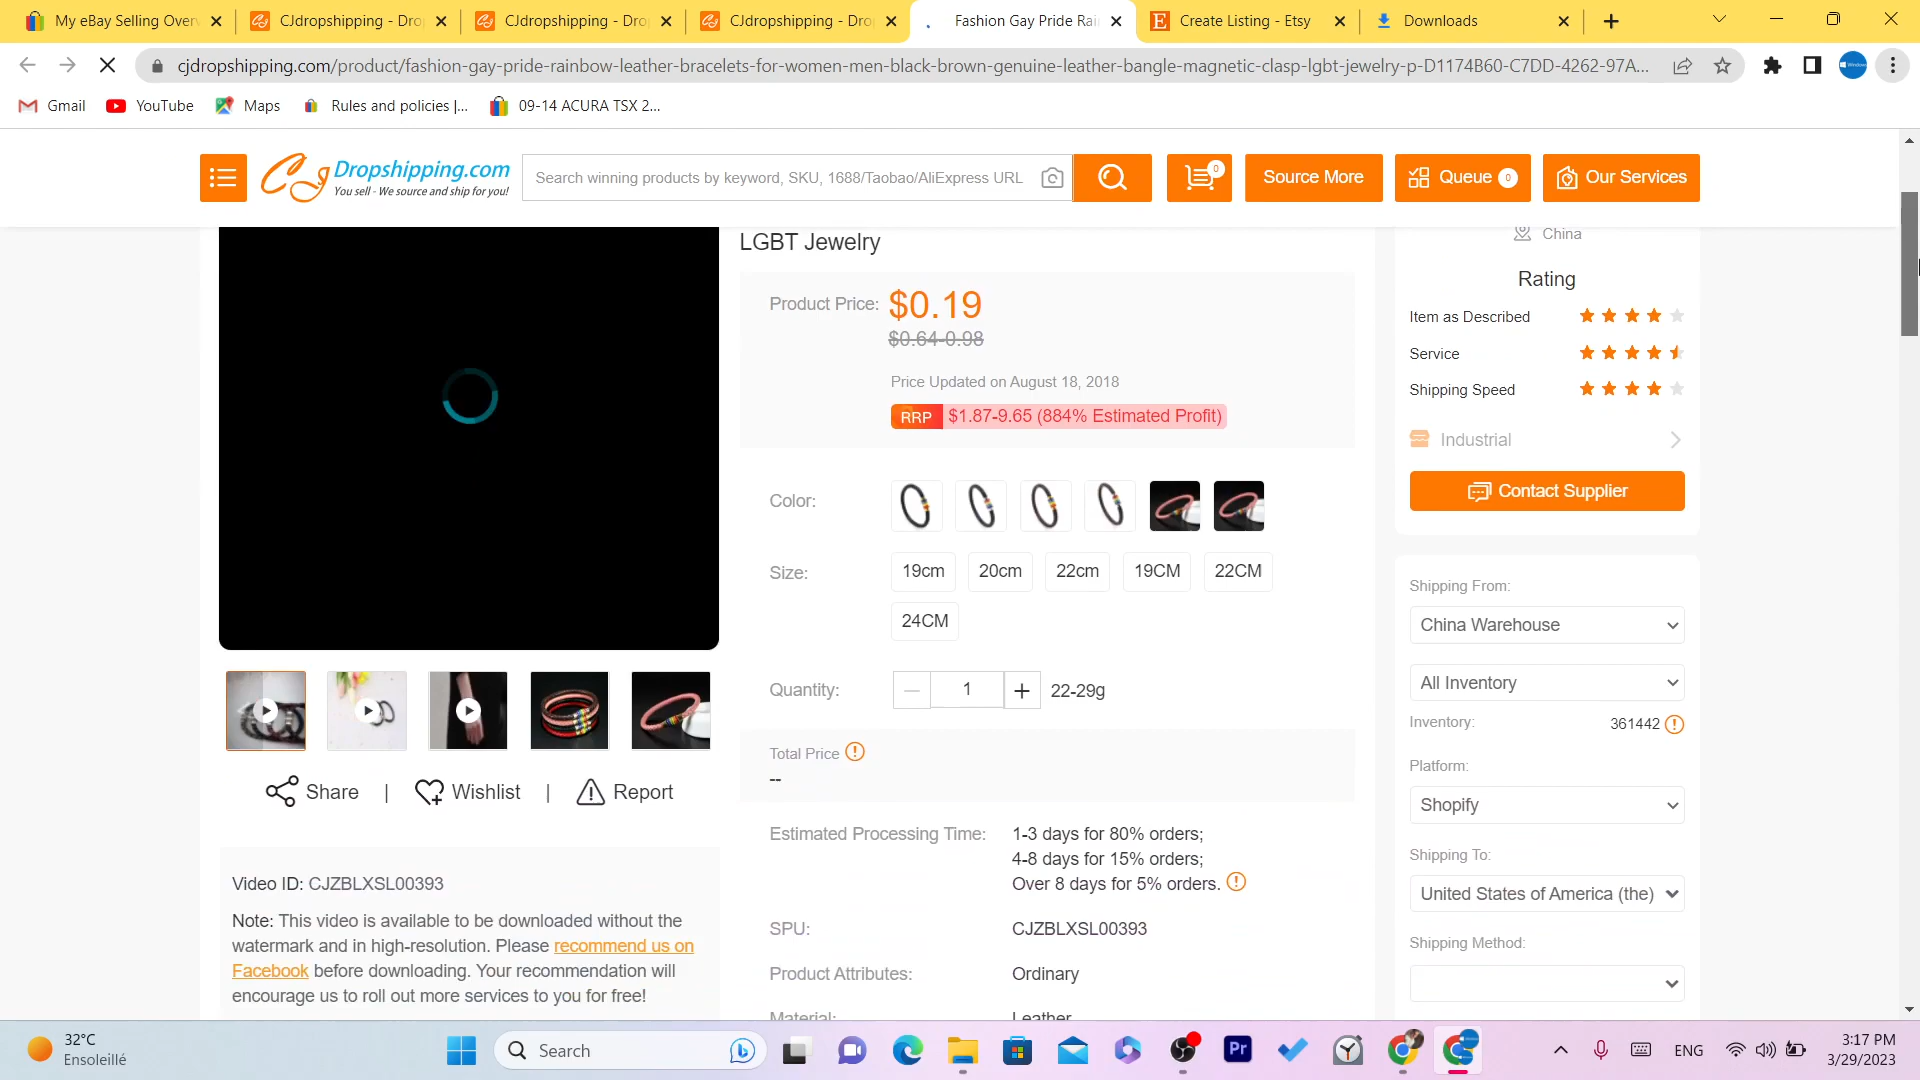 My eBay Selling Over
CJdropshipping - Dro
CJdropshipping - Dro
CJdropshipping - Dro
Fashion Gay Pride Rai
Create Listing - Etsy
Downloads
cjdropshipping.com/product/fashion-gay-pride-rainbow-leather-bracelets-for-women-men-black-brown-genuine-leather-bangle-magnetic-clasp-lgbt-jewelry-p-D1174B60-C7DD-4262-97A...
Gmail
YouTube
Maps
Rules and policies |...
09-14 ACURA TSX 2...
CJ Dropshipping.com
You sell - We source and ship for you!
Search winning products by keyword, SKU, 1688/Taobao/AliExpress URL
0
Source More
Queue 0
Our Services
LGBT Jewelry
Product Price: $0.19
$0.64-0.98
Price Updated on August 18, 2018
RRP $1.87-9.65 (884% Estimated Profit)
Color:
Size:
19cm
20cm
22cm
19CM
22CM
24CM
Quantity:
1
22-29g
Total Price
--
Estimated Processing Time: 1-3 days for 80% orders;
4-8 days for 15% orders;
Over 8 days for 5% orders.
SPU: CJZBLXSL00393
Product Attributes: Ordinary
Material: Leather
Share | Wishlist | Report
Video ID: CJZBLXSL00393
Note: This video is available to be downloaded without the
watermark and in high-resolution. Please recommend us on
Facebook before downloading. Your recommendation will
encourage us to roll out more services to you for free!
China
Rating
Item as Described
Service
Shipping Speed
Industrial
Contact Supplier
Shipping From:
China Warehouse
All Inventory
Inventory: 361442
Platform:
Shopify
Shipping To:
United States of America (the)
Shipping Method:
32°C
Ensoleillé
Search
Pr
ENG
3:17 PM
3/29/2023